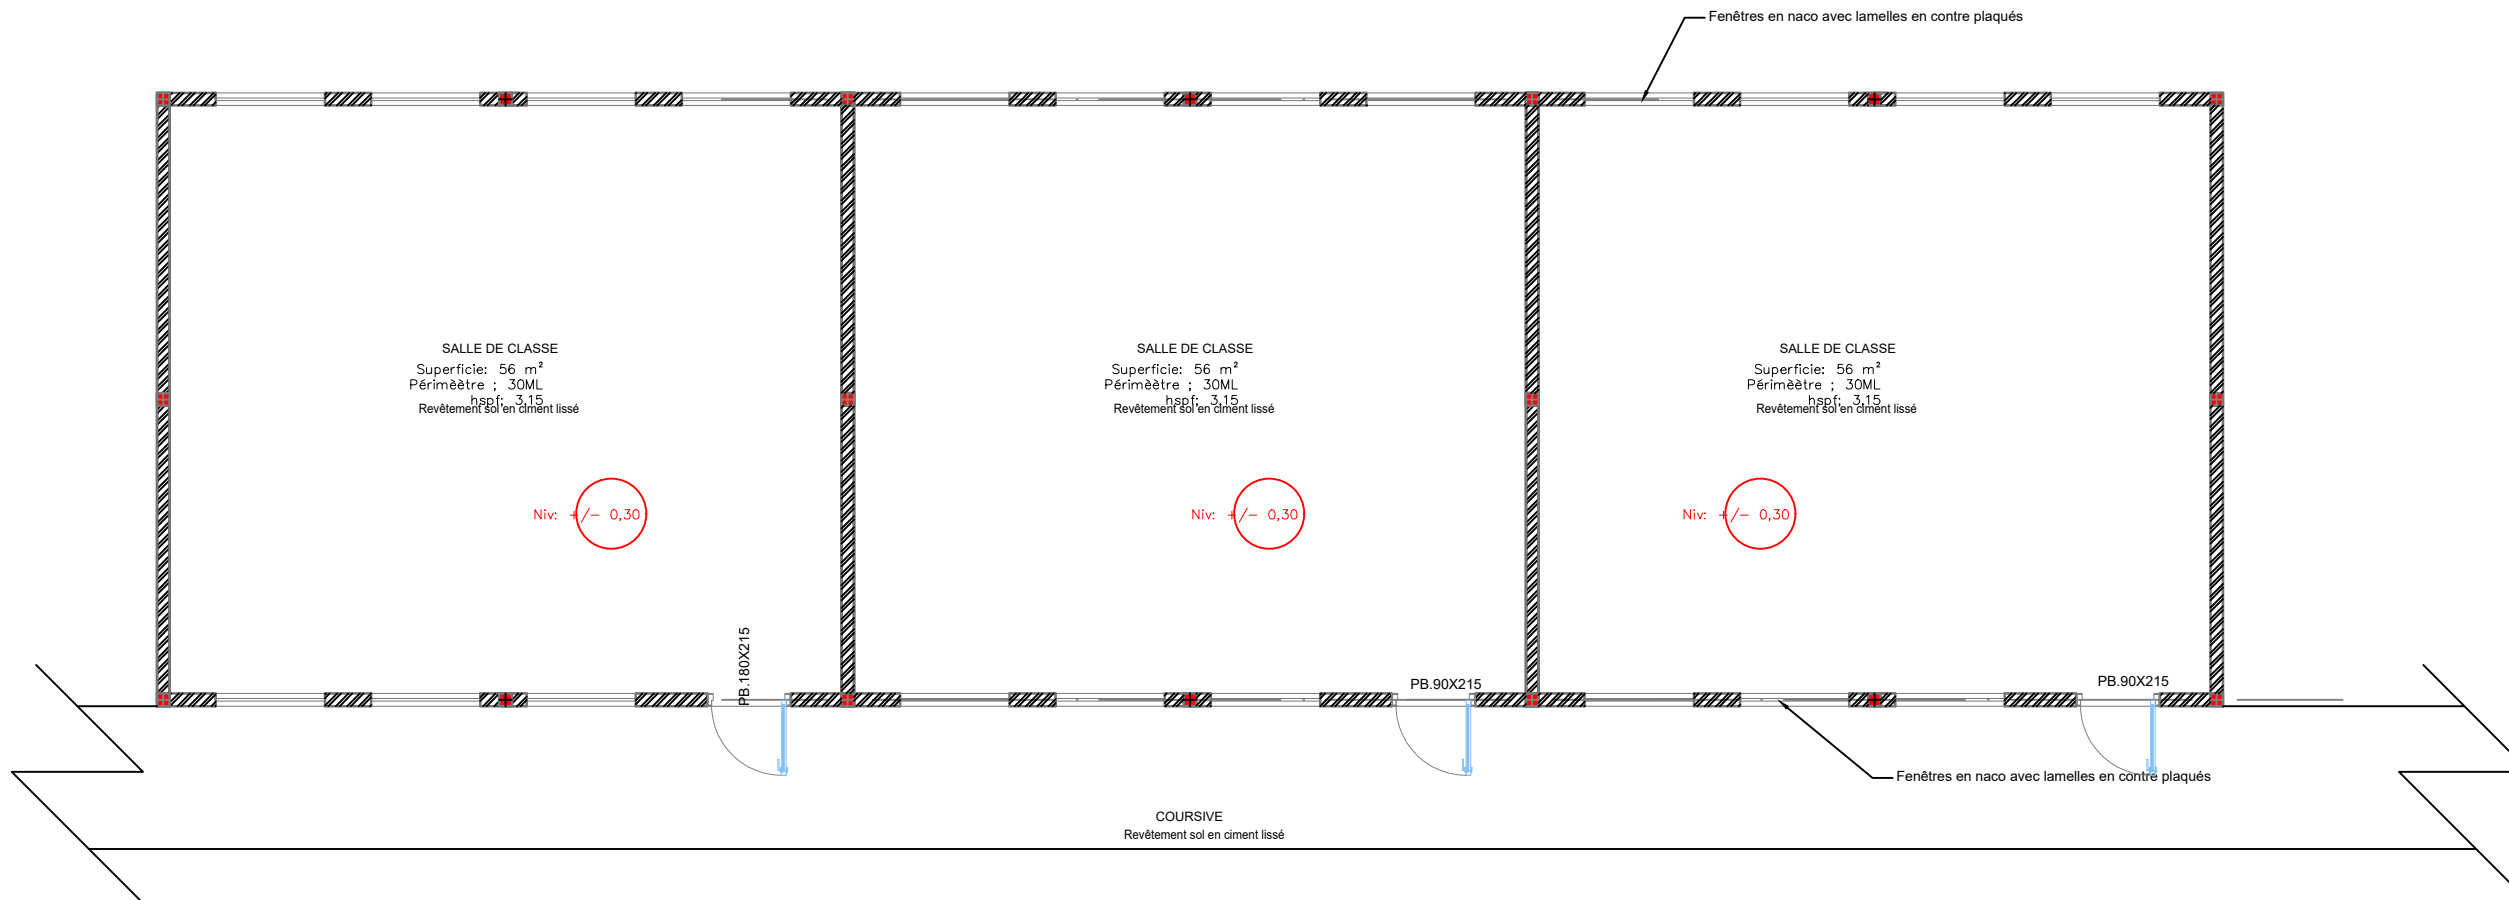 Fenêtres en naco avec lamelles en contre plaqués
SALLE DE CLASSE
Superficie: 56 m²
Périmèètre ; 30ML
hspf: 3,15
Revêtement sol en ciment lissé
SALLE DE CLASSE
Superficie: 56 m²
Périmèètre ; 30ML
hspf: 3,15
Revêtement sol en ciment lissé
SALLE DE CLASSE
Superficie: 56 m²
Périmèètre ; 30ML
hspf: 3,15
Revêtement sol en ciment lissé
Niv: +/- 0,30
Niv: +/- 0,30
Niv: +/- 0,30
PB.180X215
PB.90X215
PB.90X215
Fenêtres en naco avec lamelles en contre plaqués
COURSIVE
Revêtement sol en ciment lissé